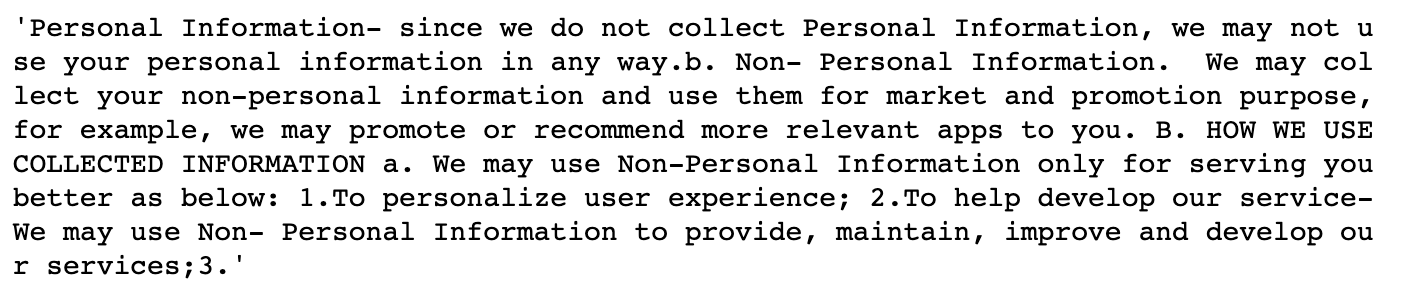 'Personal Information- since we do not collect Personal Information, we may not u
se your personal information in any way.b. Non- Personal Information.  We may col
lect your non-personal information and use them for market and promotion purpose,
for example, we may promote or recommend more relevant apps to you. B. HOW WE USE
COLLECTED INFORMATION a. We may use Non-Personal Information only for serving you
better as below: 1.To personalize user experience; 2.To help develop our service-
We may use Non- Personal Information to provide, maintain, improve and develop ou
r services;3.'